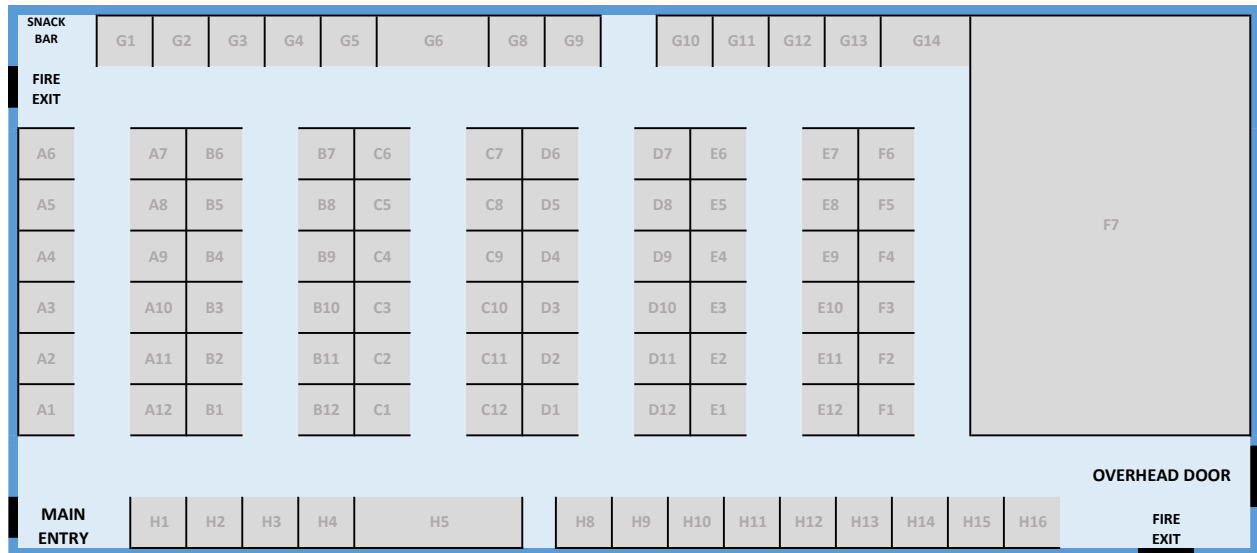 SNACK
BAR
G1 G2 G3 G4 G5 G6 G8 G9 G10 G11 G12 G13 G14
FIRE
EXIT
A6 A7 B6 B7 C6 C7 D6 D7 E6 E7 F6
A5 A8 B5 B8 C5 C8 D5 D8 E5 E8 F5
F7
A4 A9 B4 B9 C4 C9 D4 D9 E4 E9 F4
A3 A10 B3 B10 C3 C10 D3 D10 E3 E10 F3
A2 A11 B2 B11 C2 C11 D2 D11 E2 E11 F2
A1 A12 B1 B12 C1 C12 D1 D12 E1 E12 F1
OVERHEAD DOOR
MAIN
ENTRY
H1 H2 H3 H4 H5 H8 H9 H10 H11 H12 H13 H14 H15 H16
FIRE
EXIT